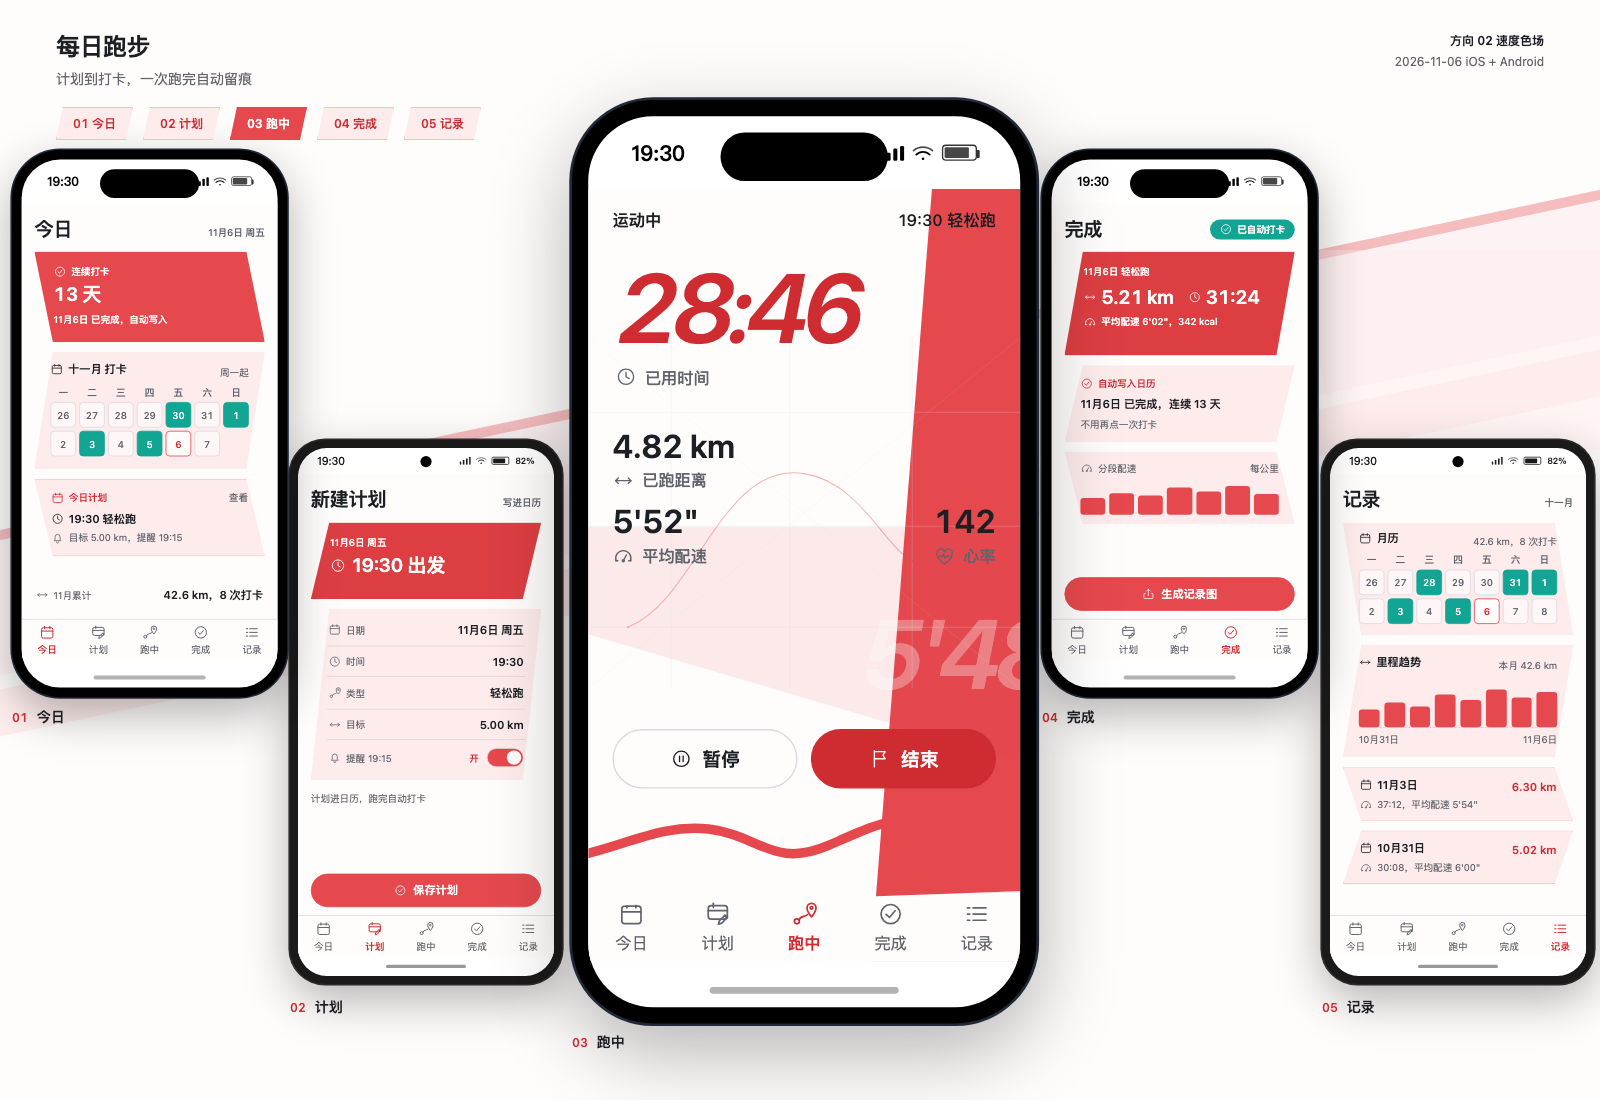 每日跑步
计划到打卡，一次跑完自动留痕
方向 02 速度色场
2026-11-06 iOS + Android
01 今日
02 计划
03 跑中
04 完成
05 记录
19:30
今日
11月6日 周五
连续打卡
13 天
11月6日 已完成，自动写入
十一月 打卡
周一起
一 二 三 四 五 六 日
26 27 28 29 30 31 1
2 3 4 5 6 7
今日计划
查看
19:30 轻松跑
目标 5.00 km，提醒 19:15
11月累计
42.6 km，8 次打卡
今日 计划 跑中 完成 记录
01 今日
19:30
82%
新建计划
写进日历
11月6日 周五
19:30 出发
日期
11月6日 周五
时间
19:30
类型
轻松跑
目标
5.00 km
提醒 19:15
开
计划进日历，跑完自动打卡
保存计划
今日 计划 跑中 完成 记录
02 计划
19:30
运动中
19:30 轻松跑
28:46
已用时间
4.82 km
已跑距离
5'52"
平均配速
142
心率
5'48
暂停
结束
今日 计划 跑中 完成 记录
03 跑中
19:30
完成
已自动打卡
11月6日 轻松跑
5.21 km
31:24
平均配速 6'02"，342 kcal
自动写入日历
11月6日 已完成，连续 13 天
不用再点一次打卡
分段配速
每公里
生成记录图
今日 计划 跑中 完成 记录
04 完成
19:30
82%
记录
十一月
月历
42.6 km，8 次打卡
一 二 三 四 五 六 日
26 27 28 29 30 31 1
2 3 4 5 6 7 8
里程趋势
本月 42.6 km
10月31日
11月6日
11月3日
6.30 km
37:12，平均配速 5'54"
10月31日
5.02 km
30:08，平均配速 6'00"
今日 计划 跑中 完成 记录
05 记录